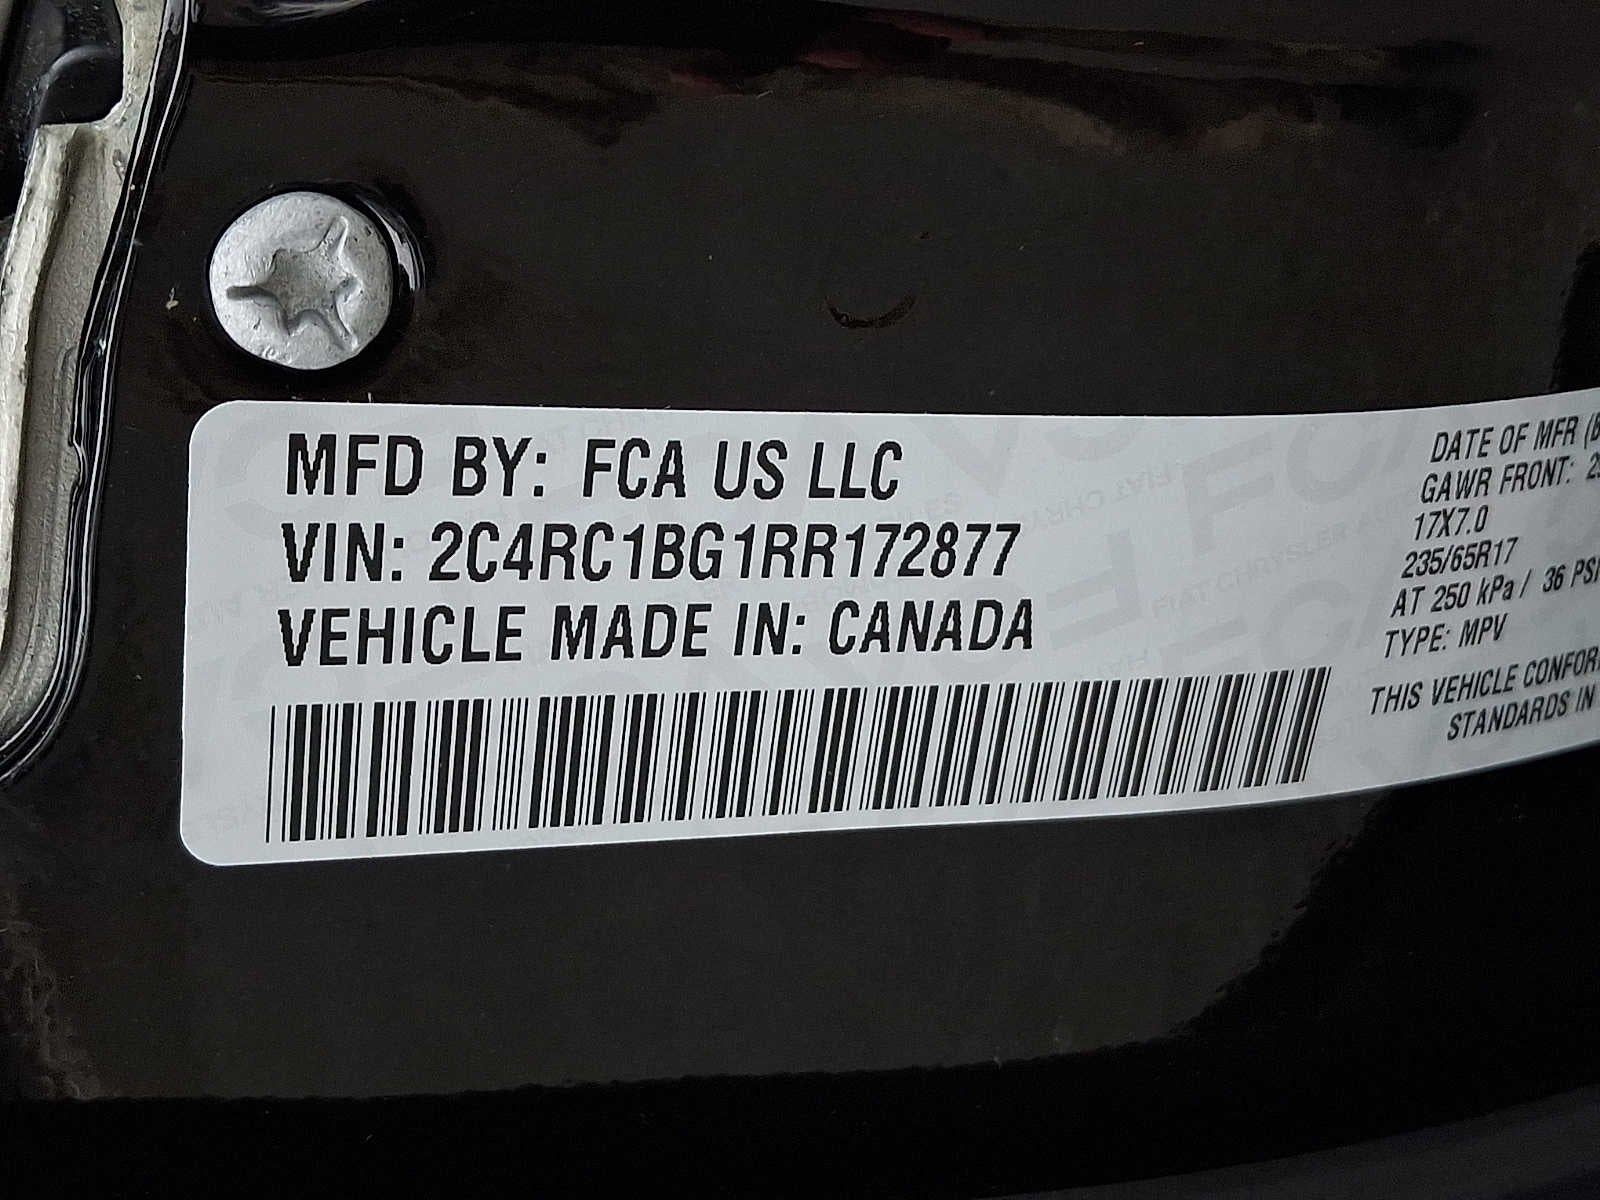 MFD BY: FCA US LLC
VIN: 2C4RC1BG1RR172877
VEHICLE MADE IN: CANADA
DATE OF MFR
GAWR FRONT:
17X7.0
235/65R17
AT 250 kPa / 36 PSI
TYPE: MPV
THIS VEHICLE
STANDARDS IN